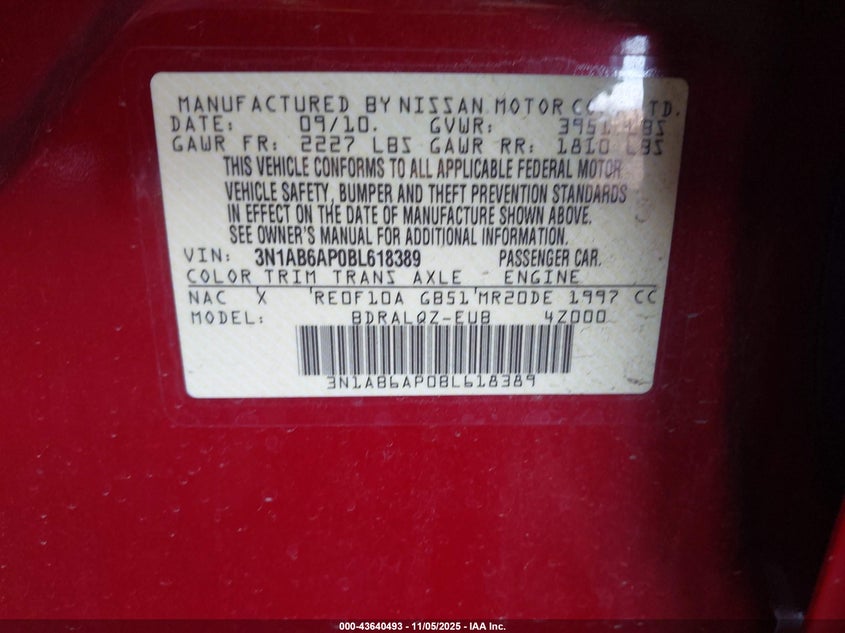 MANUFACTURED BY NISSAN MOTOR CO., LTD.
DATE: 09/10. GVWR: 3951 LBS
GAWR FR: 2227 LBS GAWR RR: 1810 LBS
THIS VEHICLE CONFORMS TO ALL APPLICABLE FEDERAL MOTOR
VEHICLE SAFETY, BUMPER AND THEFT PREVENTION STANDARDS
IN EFFECT ON THE DATE OF MANUFACTURE SHOWN ABOVE.
SEE OWNER'S MANUAL FOR ADDITIONAL INFORMATION.
VIN: 3N1AB6AP0BL618389 PASSENGER CAR.
COLOR TRIM TRANS AXLE ENGINE
NAC X RE0F10A GB51 MR20DE 1997 CC
MODEL: BDRALQZ-EUB 4Z000
3N1AB6AP0BL618389
000-43640493 - 11/05/2025 - IAA Inc.